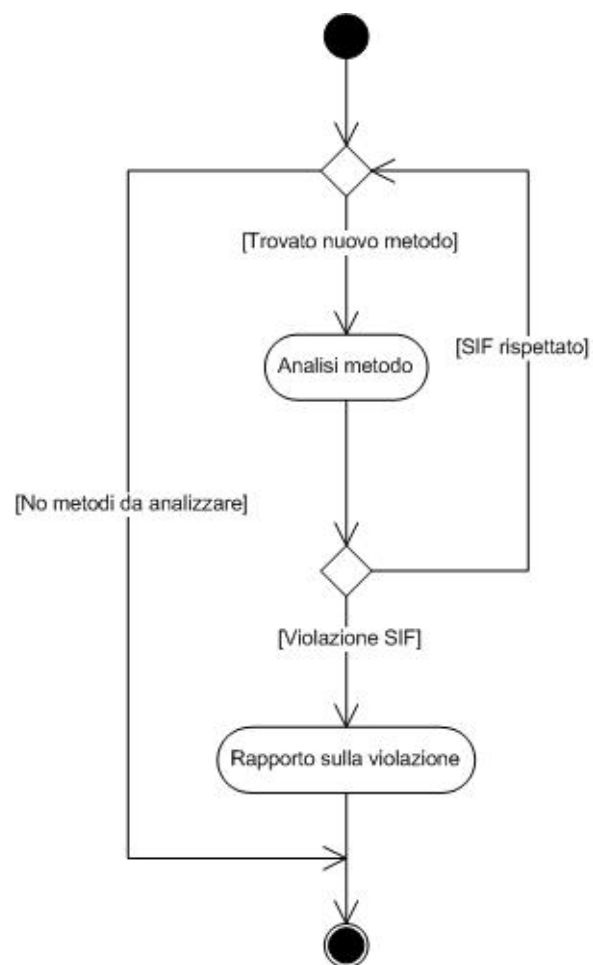 [Trovato nuovo metodo]
[SIF rispettato]
Analisi metodo
[No metodi da analizzare]
[Violazione SIF]
Rapporto sulla violazione